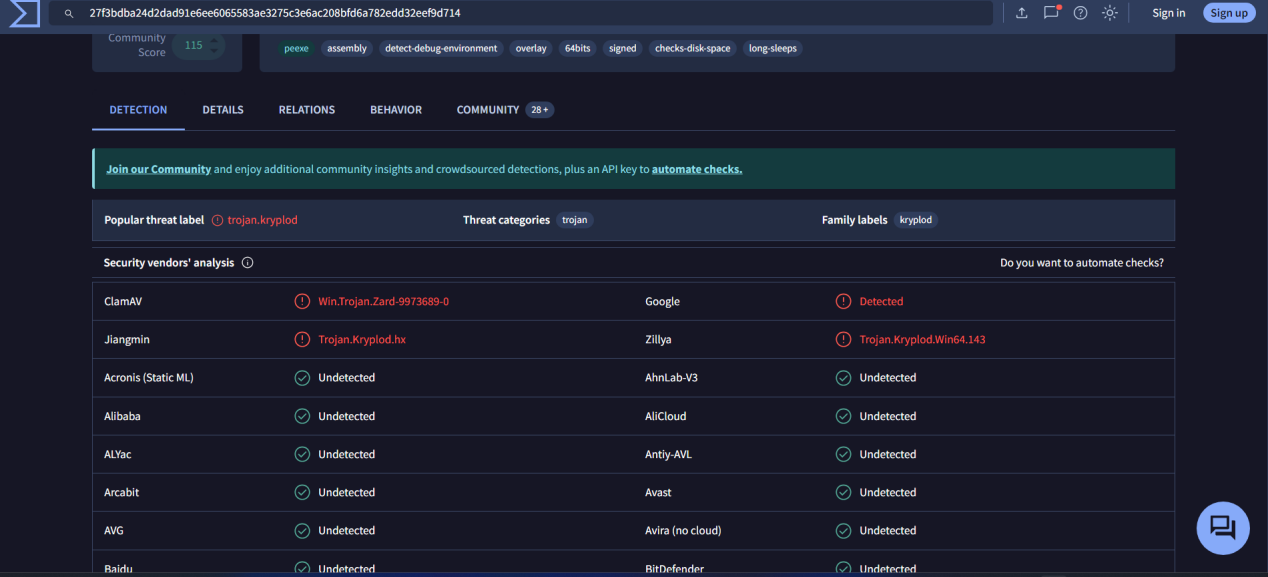 27f3bdba24d2dad91e6ee6065583ae3275c3e6ac208bfd6a782edd32eef9d714
Sign in
Sign up
Community
Score
115
peexe
assembly
detect-debug-environment
overlay
64bits
signed
checks-disk-space
long-sleeps
DETECTION
DETAILS
RELATIONS
BEHAVIOR
COMMUNITY 28+
Join our Community and enjoy additional community insights and crowdsourced detections, plus an API key to automate checks.
Popular threat label trojan.kryplod
Threat categories trojan
Family labels kryplod
Security vendors' analysis
Do you want to automate checks?
ClamAV Win.Trojan.Zard-9973689-0 Google Detected
Jiangmin Trojan.Kryplod.hx Zillya Trojan.Kryplod.Win64.143
Acronis (Static ML) Undetected AhnLab-V3 Undetected
Alibaba Undetected AliCloud Undetected
ALYac Undetected Antiy-AVL Undetected
Arcabit Undetected Avast Undetected
AVG Undetected Avira (no cloud) Undetected
Baidu Undetected BitDefender Undetected